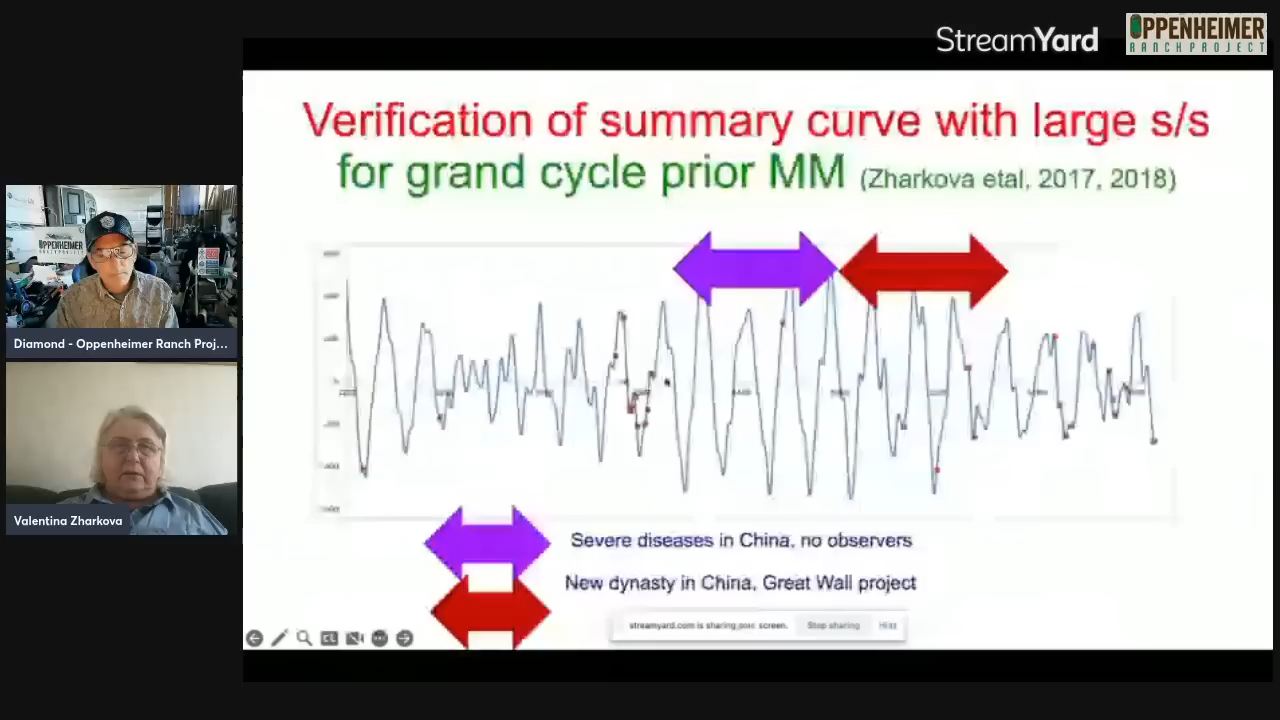 StreamYard
OPPENHEIMER
RANCH PROJECT
Verification of summary curve with large s/s
for grand cycle prior MM (Zharkova etal, 2017, 2018)
OPPENHEIMER
Diamond - Oppenheimer Ranch Proj...
Valentina Zharkova
Severe diseases in China, no observers
New dynasty in China, Great Wall project
streamyard.com is sharing your screen. Stop sharing Hide